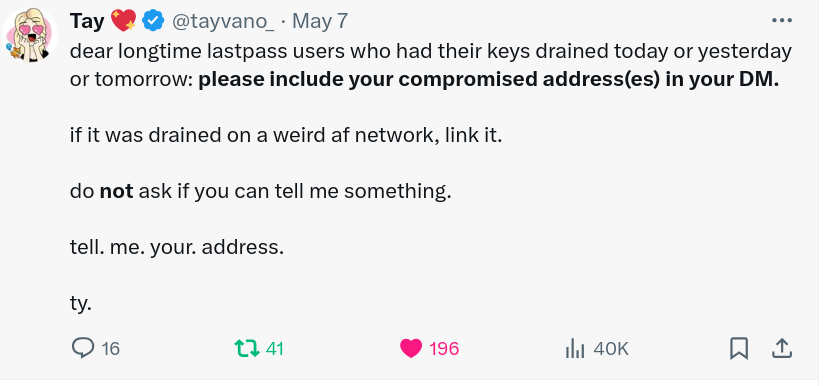 Tay 💖 @tayvano_ · May 7
dear longtime lastpass users who had their keys drained today or yesterday
or tomorrow: please include your compromised address(es) in your DM.
if it was drained on a weird af network, link it.
do not ask if you can tell me something.
tell. me. your. address.
ty.
16 41 196 40K